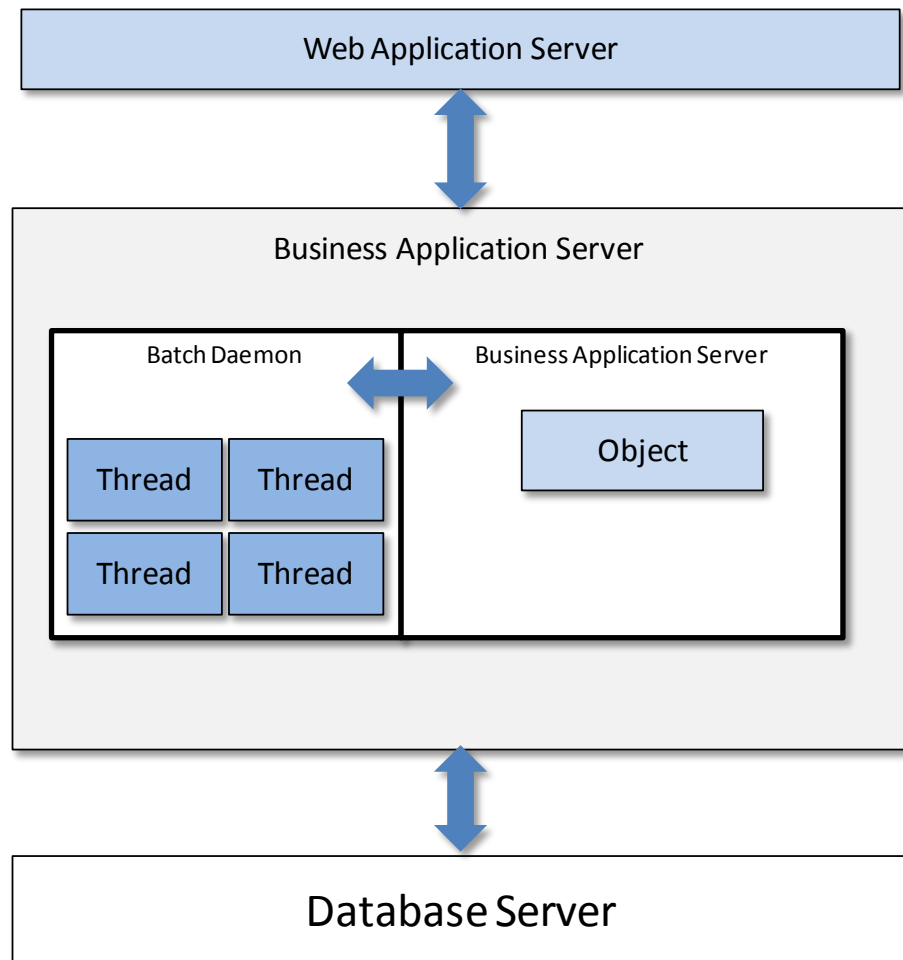 Web Application Server
Business Application Server
Batch Daemon
Business Application Server
Object
Thread
Thread
Thread
Thread
Database Server